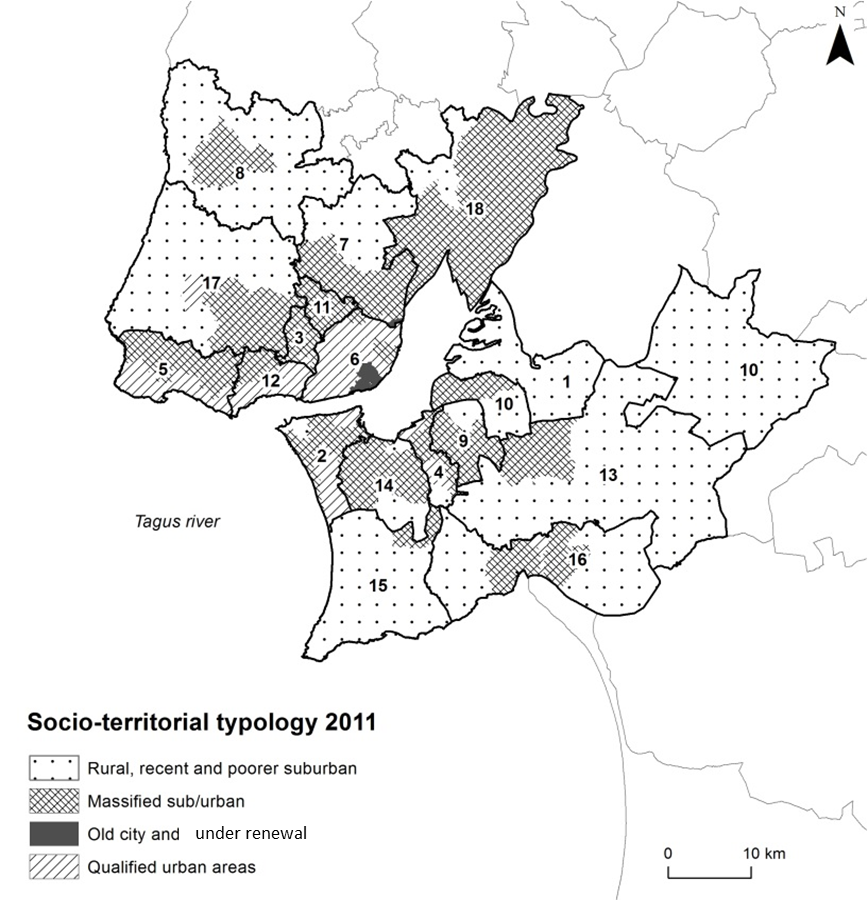 N
8
18
7
17
11
3
6
5
12
1
10
10
2
9
4
14
13
16
15
Tagus river
Socio-territorial typology 2011
Rural, recent and poorer suburban
Massified sub/urban
Old city and under renewal
Qualified urban areas
0 10 km